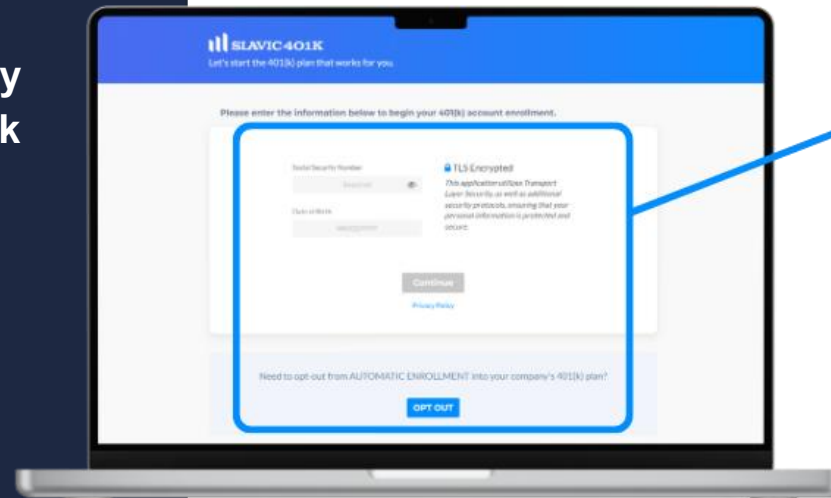 y
k
SLAVIC401K
Let's start the 401(k) plan that works for you.
Please enter the information below to begin your 401(k) account enrollment.
Social Security Number
TLS Encrypted
This application utilizes Transport
Layer Security, as well as additional
security protocols, ensuring that your
personal information is protected and
secure.
Date of Birth
Continue
Privacy Policy
Need to opt-out from AUTOMATIC ENROLLMENT into your company's 401(k) plan?
OPT OUT